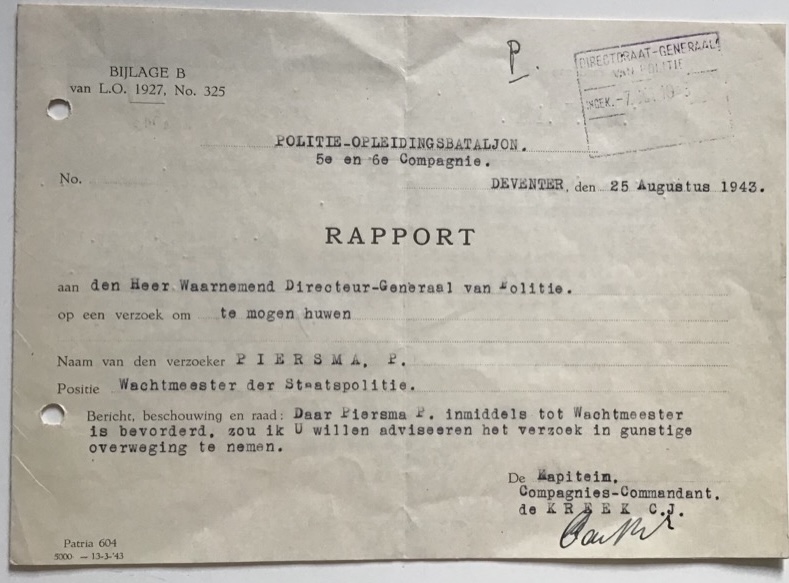 P.
DIRECTORAAT-GENERAAL
VAN POLITIE
INGEK. -7
BIJLAGE B
van L.O. 1927, No. 325
POLITIE-OPLEIDINGSBATALJON.
5e en 6e Compagnie.
No.
DEVENTER, den 25 Augustus 1943.
RAPPORT
aan den Heer Waarnemend Directeur-Generaal van Politie.
op een verzoek om te mogen huwen
Naam van den verzoeker P I E R S M A, P.
Positie Wachtmeester der Staatspolitie.
Bericht, beschouwing en raad: Daar Piersma P. inmiddels tot Wachtmeester
is bevorderd, zou ik U willen adviseeren het verzoek in gunstige
overweging te nemen.
De Kapitein,
Compagnies-Commandant,
de K R E E K C.J.
Patria 604
5000 — 13-3-'43